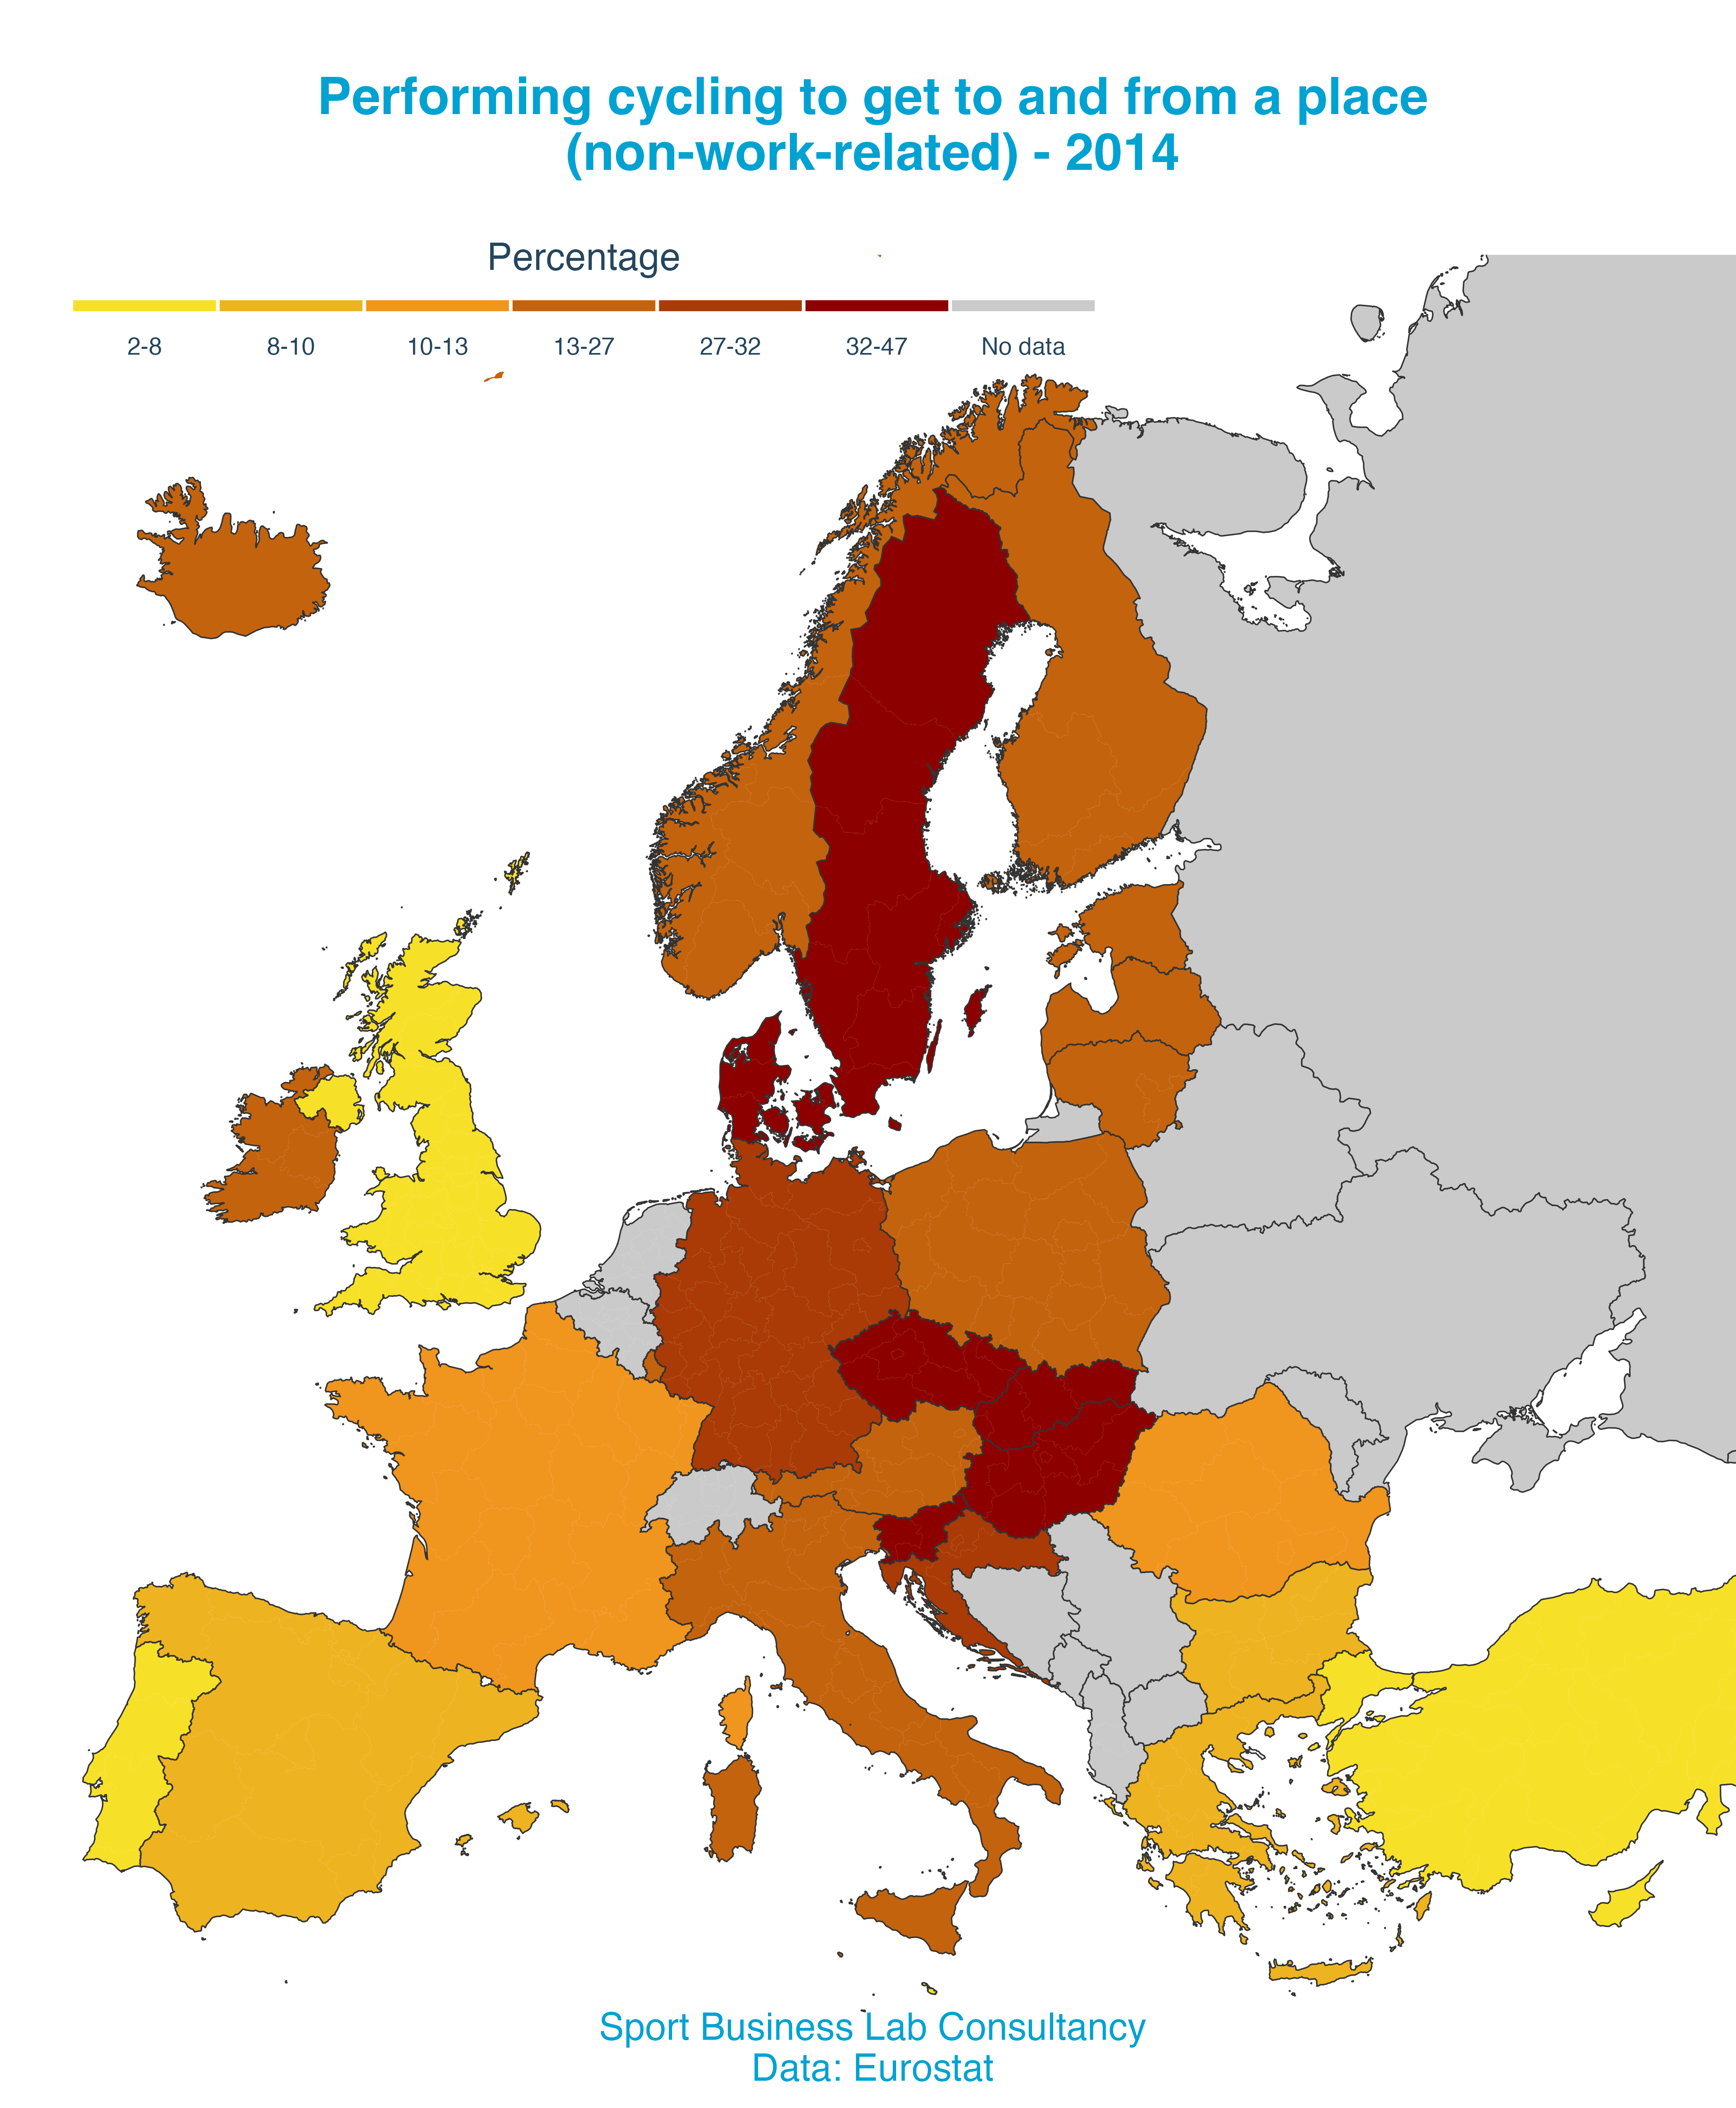 Performing cycling to get to and from a place
(non-work-related) - 2014
Percentage
2-8 8-10 10-13 13-27 27-32 32-47 No data
Sport Business Lab Consultancy
Data: Eurostat